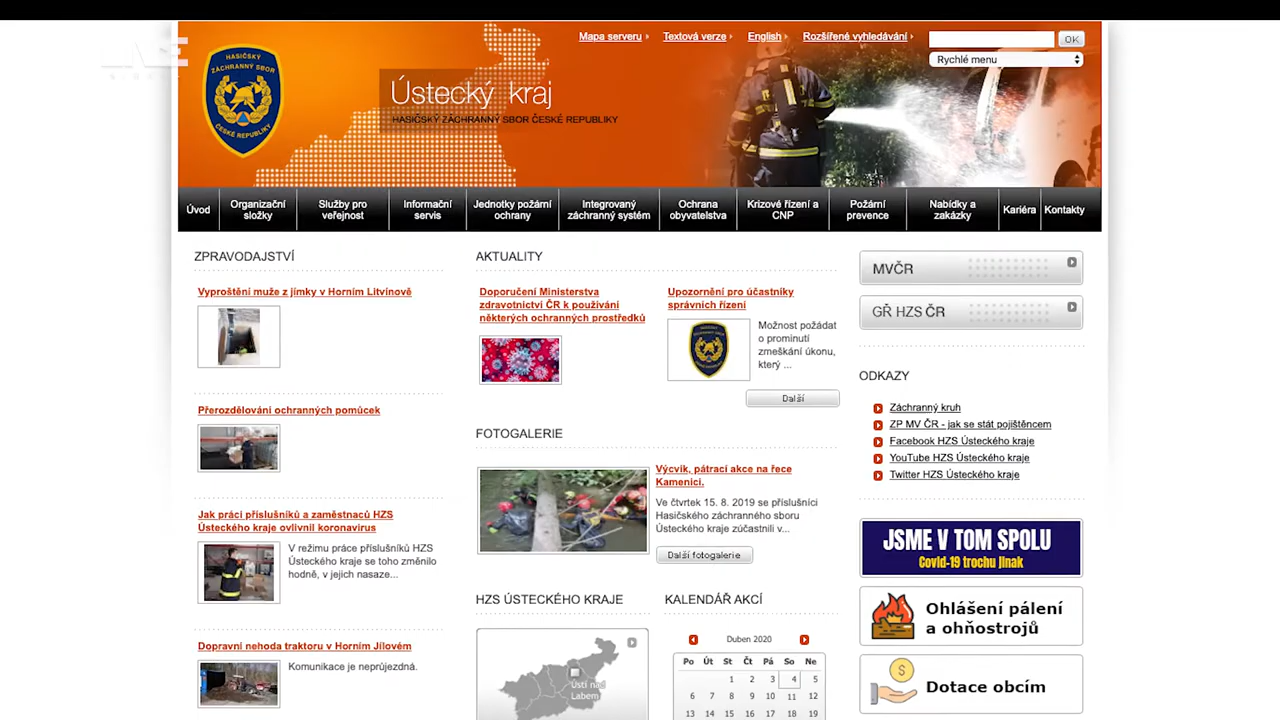 LIVE
Mapa serveru
Textová verze
English
Rozšířené vyhledávání
OK
Rychlé menu
HASIČSKÝ
ZÁCHRANNÝ SBOR
ČESKÉ REPUBLIKY
Ústecký kraj
HASIČSKÝ ZÁCHRANNÝ SBOR ČESKÉ REPUBLIKY
Úvod
Organizační
složky
Služby pro
veřejnost
Informační
servis
Jednotky požární
ochrany
Integrovaný
záchranný systém
Ochrana
obyvatelstva
Krizové řízení a
CNP
Požární
prevence
Nabídky a
zakázky
Kariéra
Kontakty
ZPRAVODAJSTVÍ
Vyproštění muže z jímky v Horním Litvínově
Přerozdělování ochranných pomůcek
Jak práci příslušníků a zaměstnaců HZS
Ústeckého kraje ovlivnil koronavirus
V režimu práce příslušníků HZS
Ústeckého kraje se toho změnilo
hodně, v jejich nasaze...
Dopravní nehoda traktoru v Horním Jílovém
Komunikace je neprůjezdná.
AKTUALITY
Doporučení Ministerstva
zdravotnictví ČR k používání
některých ochranných prostředků
Upozornění pro účastníky
správních řízení
Možnost požádat
o prominutí
zmeškání úkonu,
který ...
Další
FOTOGALERIE
Výcvik, pátrací akce na řece
Kamenici.
Ve čtvrtek 15. 8. 2019 se příslušníci
Hasičského záchranného sboru
Ústeckého kraje zúčastnili v...
Další fotogalerie
HZS ÚSTECKÉHO KRAJE
Ústí nad
Labem
KALENDÁŘ AKCÍ
Duben 2020
Po Út St Čt Pá So Ne
1 2 3 4 5
6 7 8 9 10 11 12
13 14 15 16 17 18 19
MVČR
GŘ HZS ČR
ODKAZY
Záchranný kruh
ZP MV ČR - jak se stát pojištěncem
Facebook HZS Ústeckého kraje
YouTube HZS Ústeckého kraje
Twitter HZS Ústeckého kraje
JSME V TOM SPOLU
Covid-19 trochu jinak
Ohlášení pálení
a ohňostrojů
Dotace obcím